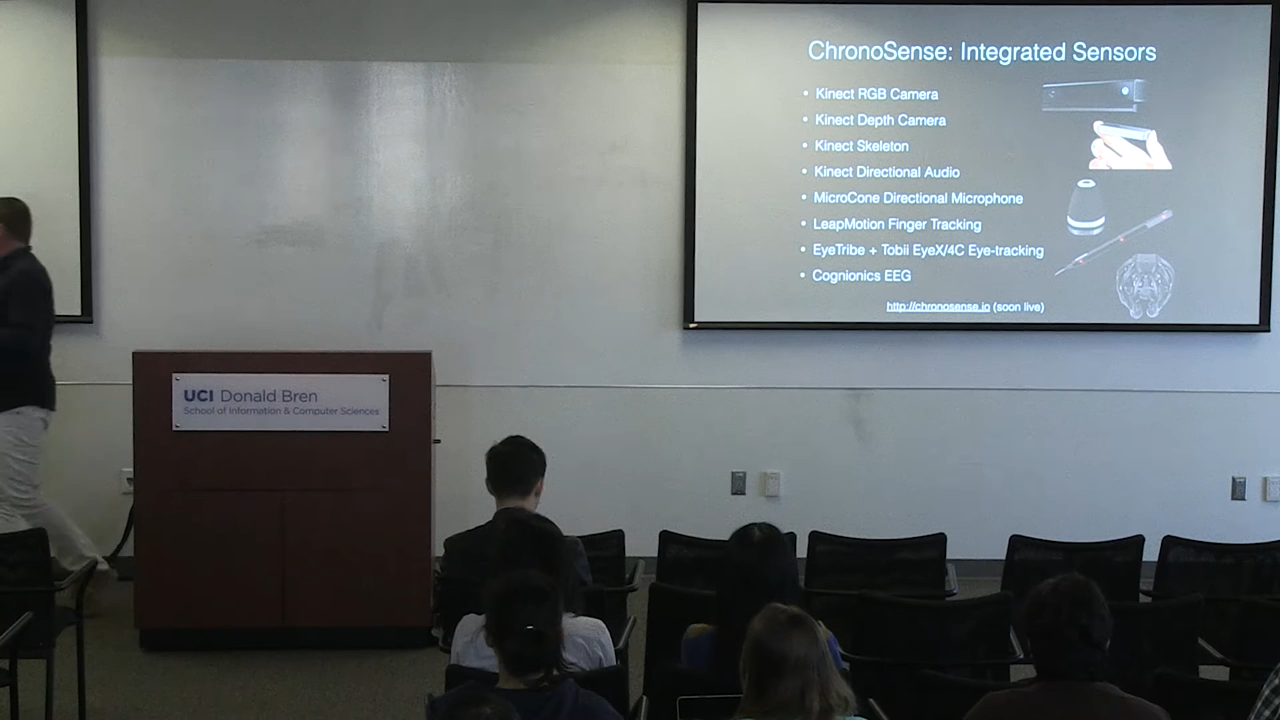 ChronoSense: Integrated Sensors
• Kinect RGB Camera
• Kinect Depth Camera
• Kinect Skeleton
• Kinect Directional Audio
• MicroCone Directional Microphone
• LeapMotion Finger Tracking
• EyeTribe + Tobii EyeX/4C Eye-tracking
• Cognionics EEG
http://chronosense.io (soon live)
UCI Donald Bren
School of Information & Computer Sciences